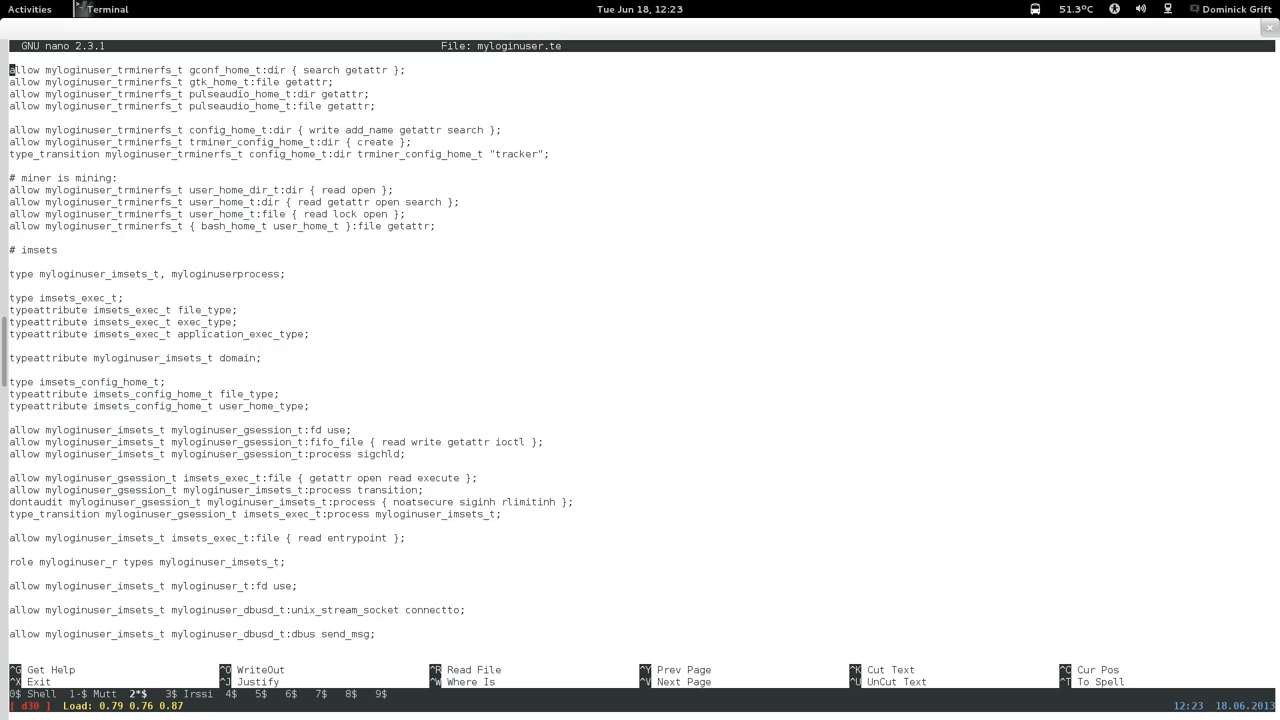 Activities
Terminal
Tue Jun 18, 12:23
51.3°C
Dominick Grift
GNU nano 2.3.1 File: myloginuser.te
allow myloginuser_trminerfs_t gconf_home_t:dir { search getattr };
allow myloginuser_trminerfs_t gtk_home_t:file getattr;
allow myloginuser_trminerfs_t pulseaudio_home_t:dir getattr;
allow myloginuser_trminerfs_t pulseaudio_home_t:file getattr;
allow myloginuser_trminerfs_t config_home_t:dir { write add_name getattr search };
allow myloginuser_trminerfs_t trminer_config_home_t:dir { create };
type_transition myloginuser_trminerfs_t config_home_t:dir trminer_config_home_t "tracker";
# miner is mining:
allow myloginuser_trminerfs_t user_home_dir_t:dir { read open };
allow myloginuser_trminerfs_t user_home_t:dir { read getattr open search };
allow myloginuser_trminerfs_t user_home_t:file { read lock open };
allow myloginuser_trminerfs_t { bash_home_t user_home_t }:file getattr;
# imsets
type myloginuser_imsets_t, myloginuserprocess;
type imsets_exec_t;
typeattribute imsets_exec_t file_type;
typeattribute imsets_exec_t exec_type;
typeattribute imsets_exec_t application_exec_type;
typeattribute myloginuser_imsets_t domain;
type imsets_config_home_t;
typeattribute imsets_config_home_t file_type;
typeattribute imsets_config_home_t user_home_type;
allow myloginuser_imsets_t myloginuser_gsession_t:fd use;
allow myloginuser_imsets_t myloginuser_gsession_t:fifo_file { read write getattr ioctl };
allow myloginuser_imsets_t myloginuser_gsession_t:process sigchld;
allow myloginuser_gsession_t imsets_exec_t:file { getattr open read execute };
allow myloginuser_gsession_t myloginuser_imsets_t:process transition;
dontaudit myloginuser_gsession_t myloginuser_imsets_t:process { noatsecure siginh rlimitinh };
type_transition myloginuser_gsession_t imsets_exec_t:process myloginuser_imsets_t;
allow myloginuser_imsets_t imsets_exec_t:file { read entrypoint };
role myloginuser_r types myloginuser_imsets_t;
allow myloginuser_imsets_t myloginuser_t:fd use;
allow myloginuser_imsets_t myloginuser_dbusd_t:unix_stream_socket connectto;
allow myloginuser_imsets_t myloginuser_dbusd_t:dbus send_msg;
^G Get Help ^O WriteOut ^R Read File ^Y Prev Page ^K Cut Text ^C Cur Pos
^X Exit ^J Justify ^W Where Is ^V Next Page ^U UnCut Text ^T To Spell
0$ Shell 1-$ Mutt 2*$ 3$ Irssi 4$ 5$ 6$ 7$ 8$ 9$
[ d30 ] Load: 0.79 0.76 0.87 12:23 18.06.2013